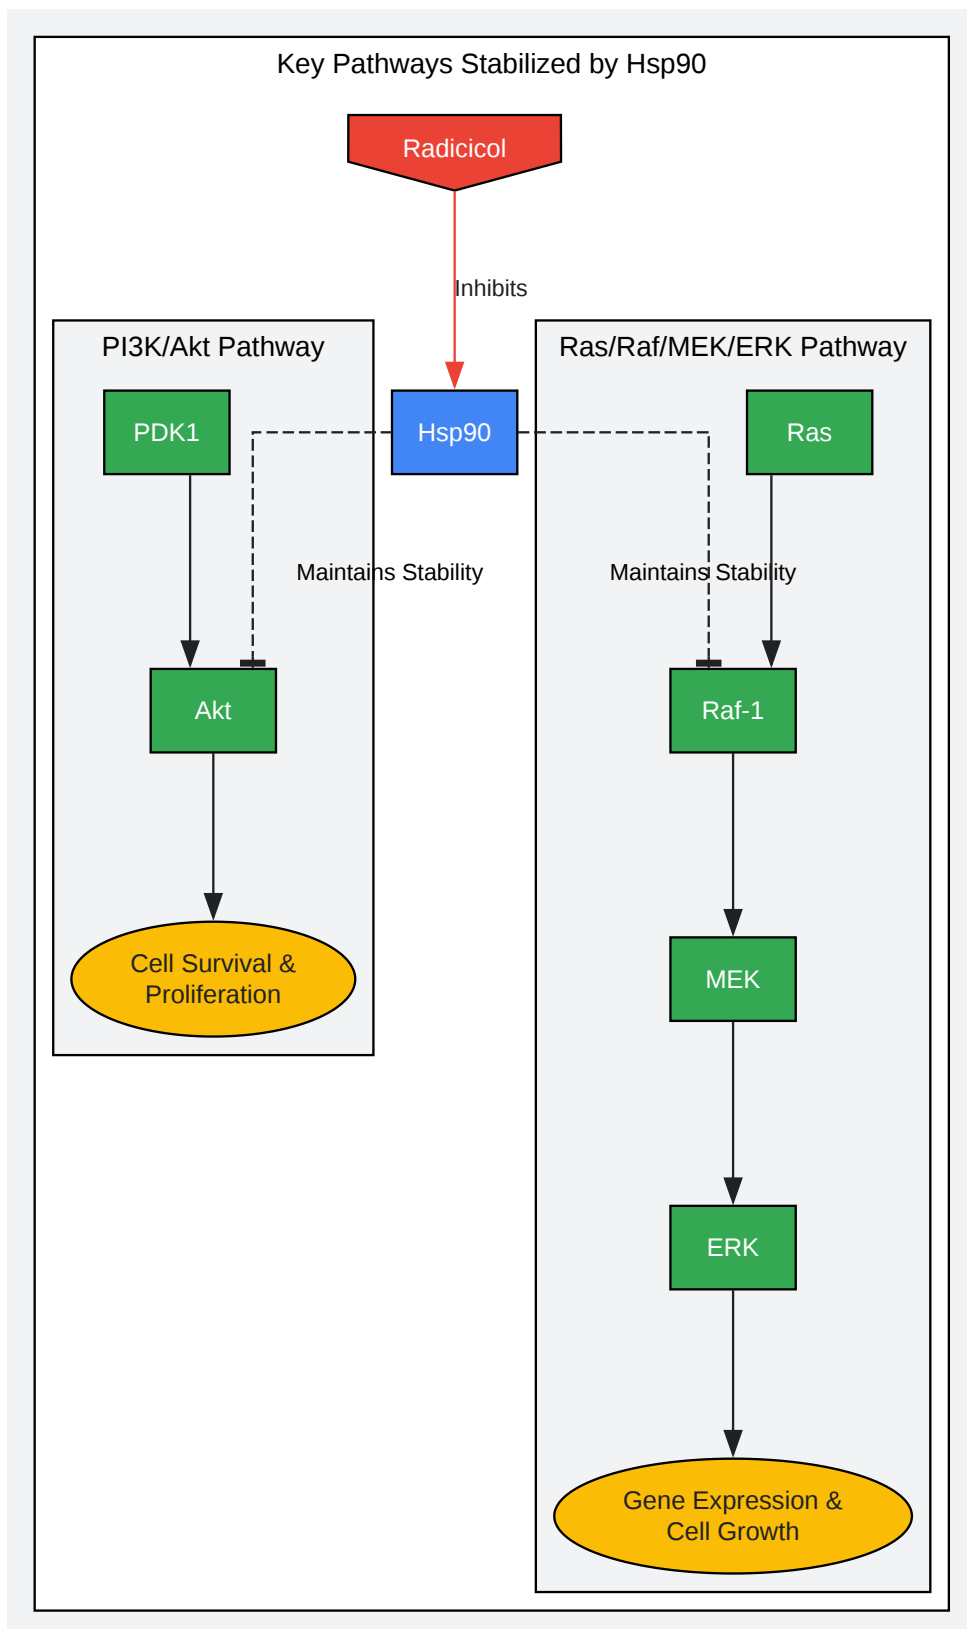 Key Pathways Stabilized by Hsp90
Radicicol
Inhibits
PI3K/Akt Pathway
Ras/Raf/MEK/ERK Pathway
PDK1
Hsp90
Ras
Maintains Stability
Maintains Stability
Akt
Raf-1
Cell Survival &
Proliferation
MEK
ERK
Gene Expression &
Cell Growth